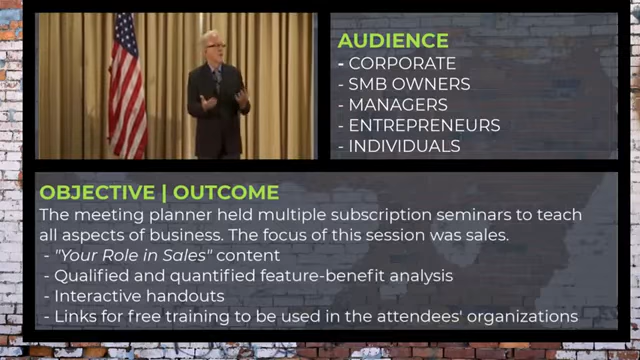 AUDIENCE
- CORPORATE
- SMB OWNERS
- MANAGERS
- ENTREPRENEURS
- INDIVIDUALS
OBJECTIVE | OUTCOME
The meeting planner held multiple subscription seminars to teach
all aspects of business. The focus of this session was sales.
- "Your Role in Sales" content
- Qualified and quantified feature-benefit analysis
- Interactive handouts
- Links for free training to be used in the attendees' organizations